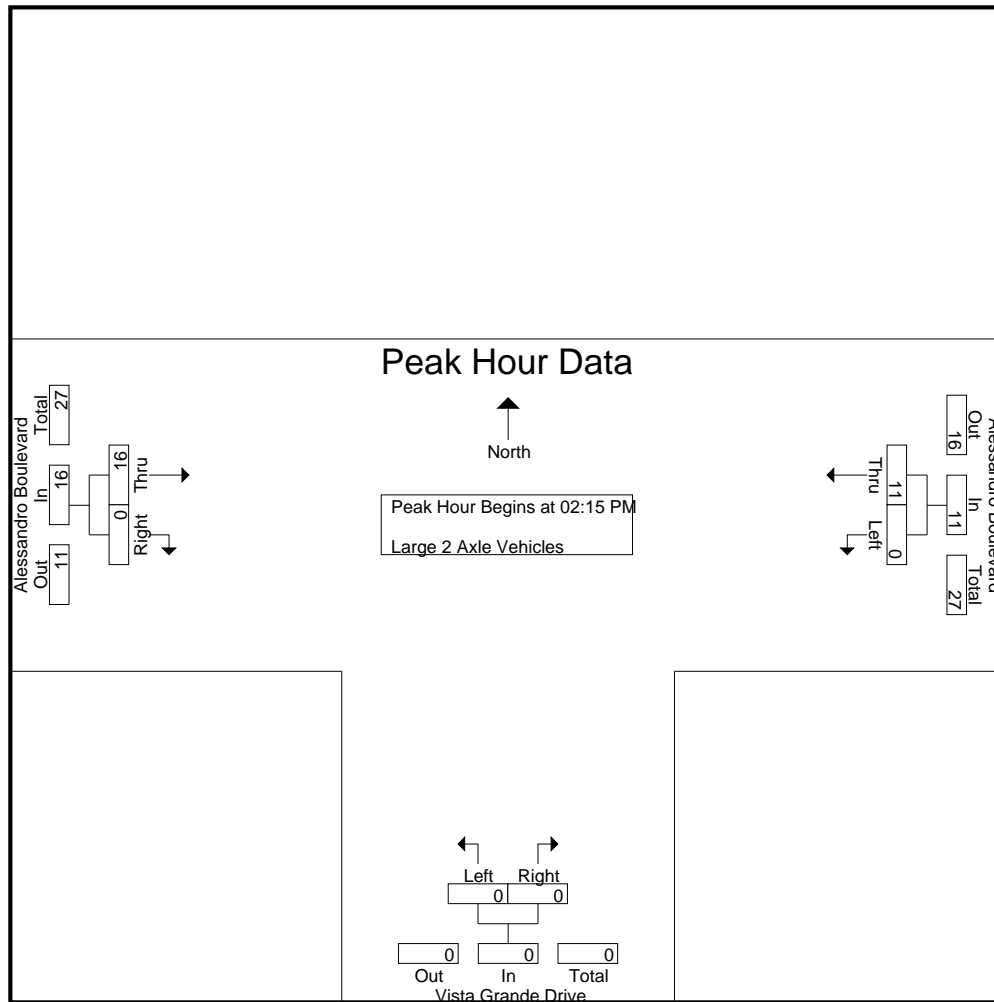 Peak Hour Data
North
Peak Hour Begins at 02:15 PM
Large 2 Axle Vehicles
Alessandro Boulevard
Total
27
In
16
Out
11
Thru
16
Right
0
Alessandro Boulevard
Out
16
In
11
Total
27
Thru
11
Left
0
Left
0
Right
0
Out
0
In
0
Total
0
Vista Grande Drive